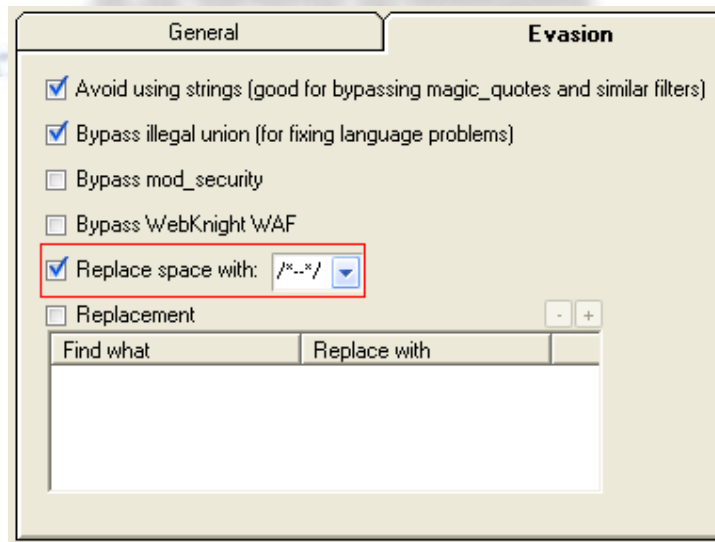 General Evasion
Avoid using strings (good for bypassing magic_quotes and similar filters)
Bypass illegal union (for fixing language problems)
Bypass mod_security
Bypass WebKnight WAF
Replace space with: /*--*/
Replacement - +
Find what Replace with